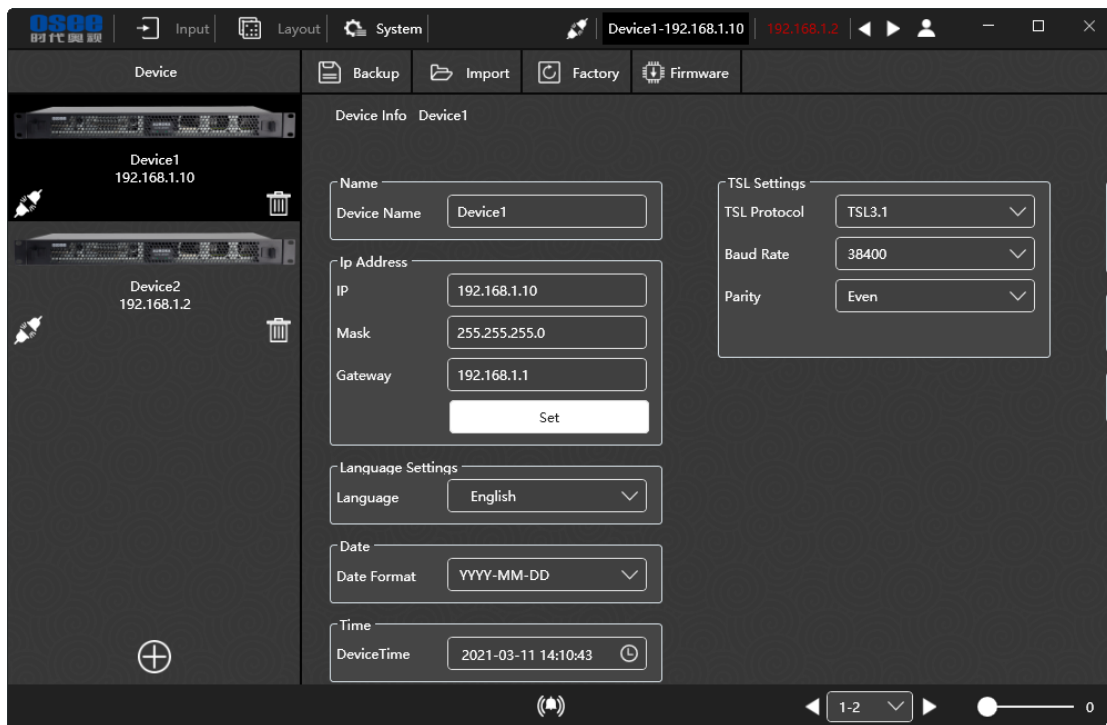 OSEE
时代奥视
Input
Layout
System
Device1-192.168.1.10
192.168.1.2
Device
Backup
Import
Factory
Firmware
Device Info Device1
Device1
192.168.1.10
Device2
192.168.1.2
Name
Device Name
Device1
Ip Address
IP
192.168.1.10
Mask
255.255.255.0
Gateway
192.168.1.1
Set
Language Settings
Language
English
Date
Date Format
YYYY-MM-DD
Time
DeviceTime
2021-03-11 14:10:43
TSL Settings
TSL Protocol
TSL3.1
Baud Rate
38400
Parity
Even
1-2
0